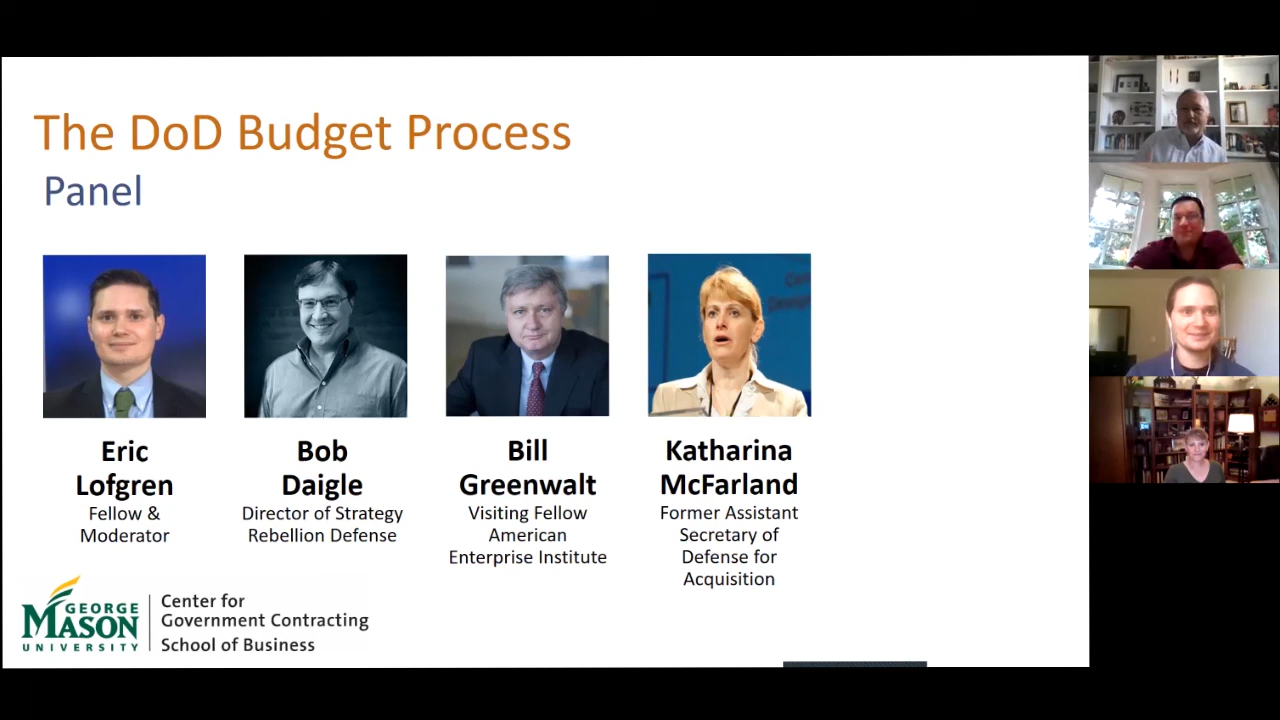 The DoD Budget Process
Panel
Eric
Lofgren
Fellow &
Moderator
Bob
Daigle
Director of Strategy
Rebellion Defense
Bill
Greenwalt
Visiting Fellow
American
Enterprise Institute
Katharina
McFarland
Former Assistant
Secretary of
Defense for
Acquisition
GEORGE
MASON
UNIVERSITY
Center for
Government Contracting
School of Business